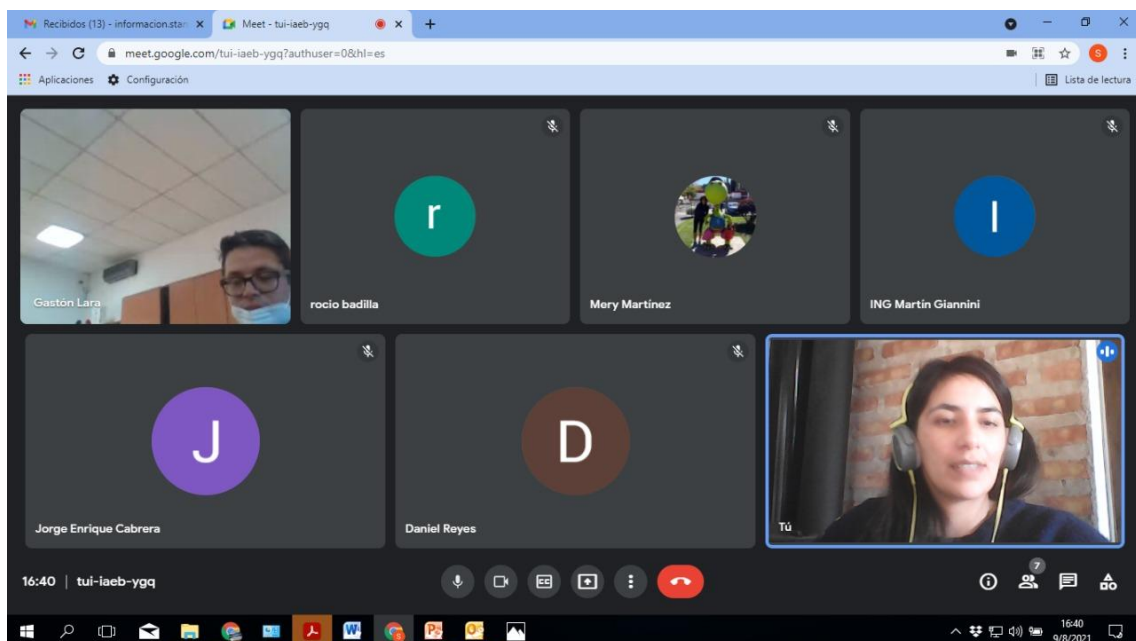 Recibidos (13) - informacion.stan
Meet - tui-iaeb-ygq
meet.google.com/tui-iaeb-ygq?authuser=0&hl=es
S
Aplicaciones
Configuración
Lista de lectura
Gastón Lara
r
rocio badilla
Mery Martínez
I
ING Martín Giannini
J
Jorge Enrique Cabrera
D
Daniel Reyes
Tú
16:40 | tui-iaeb-ygq
CC
7
16:40
9/8/2021